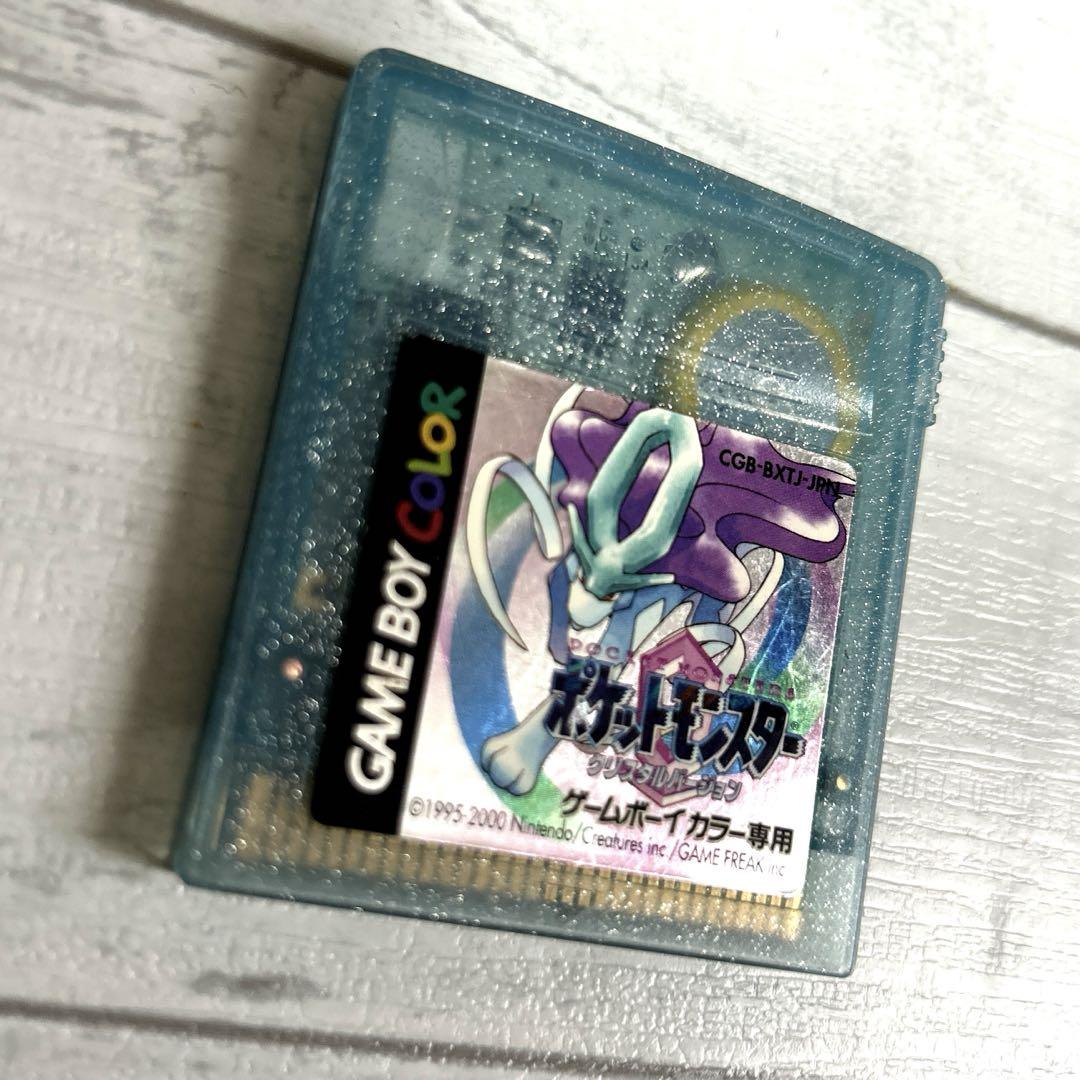 GAME BOY COLOR
CGB-BXTJ-JPN
POCKET MONSTERS
ポケットモンスター
クリスタルバージョン
ゲームボーイカラー専用
©1995-2000 Nintendo/Creatures inc./GAME FREAK inc.